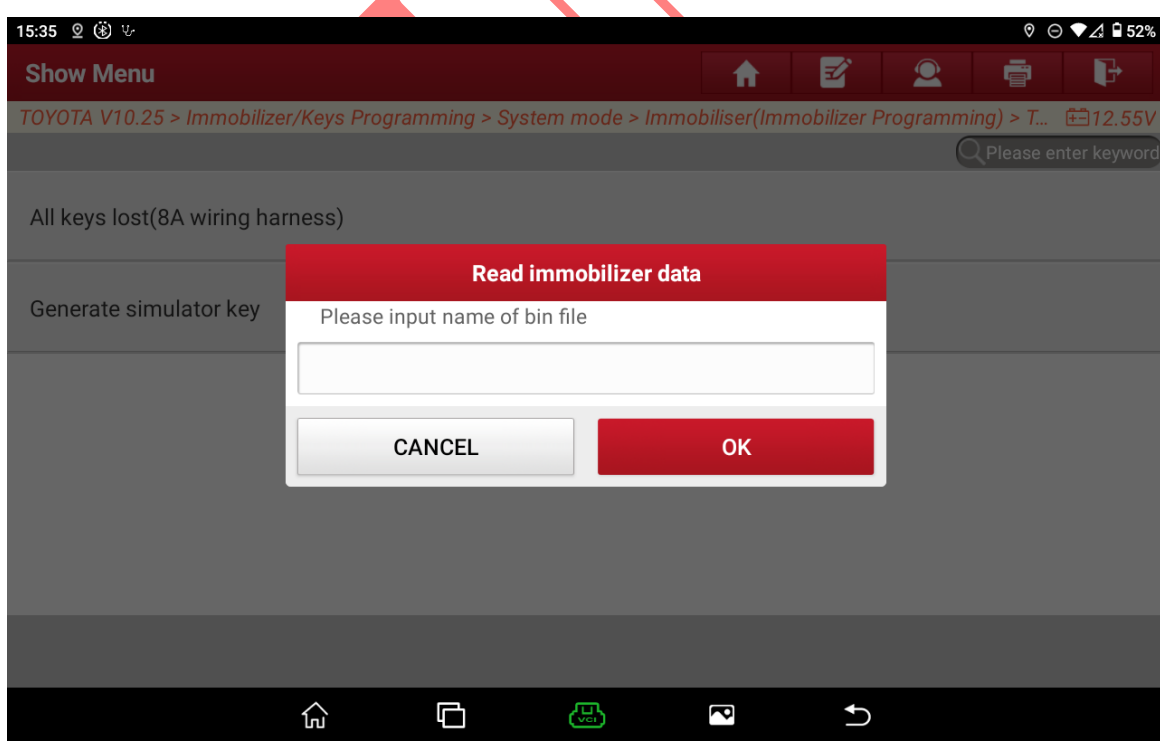 15:35 52%
Show Menu
TOYOTA V10.25 > Immobilizer/Keys Programming > System mode > Immobiliser(Immobilizer Programming) > T... 12.55V
Please enter keyword
All keys lost(8A wiring harness)
Read immobilizer data
Generate simulator key
Please input name of bin file
CANCEL OK
VCI